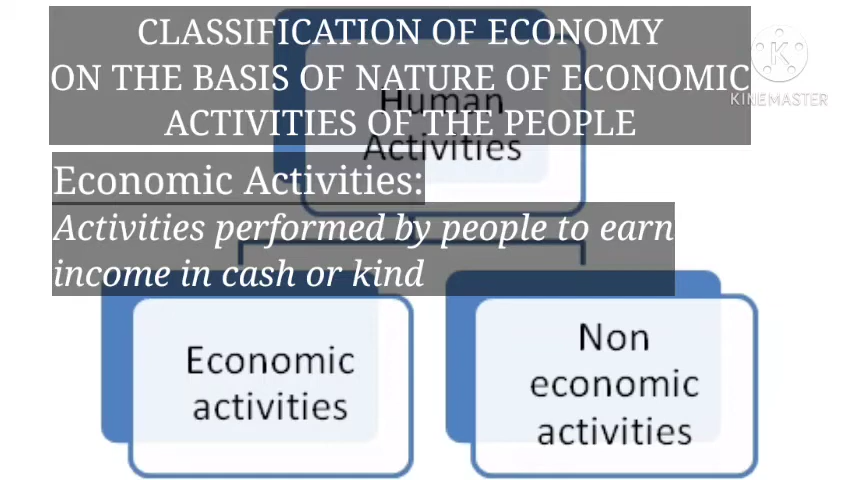 CLASSIFICATION OF ECONOMY
ON THE BASIS OF NATURE OF ECONOMIC
ACTIVITIES OF THE PEOPLE
Human
Activities
KINEMASTER
Economic Activities:
Activities performed by people to earn
income in cash or kind
Economic
activities
Non
economic
activities